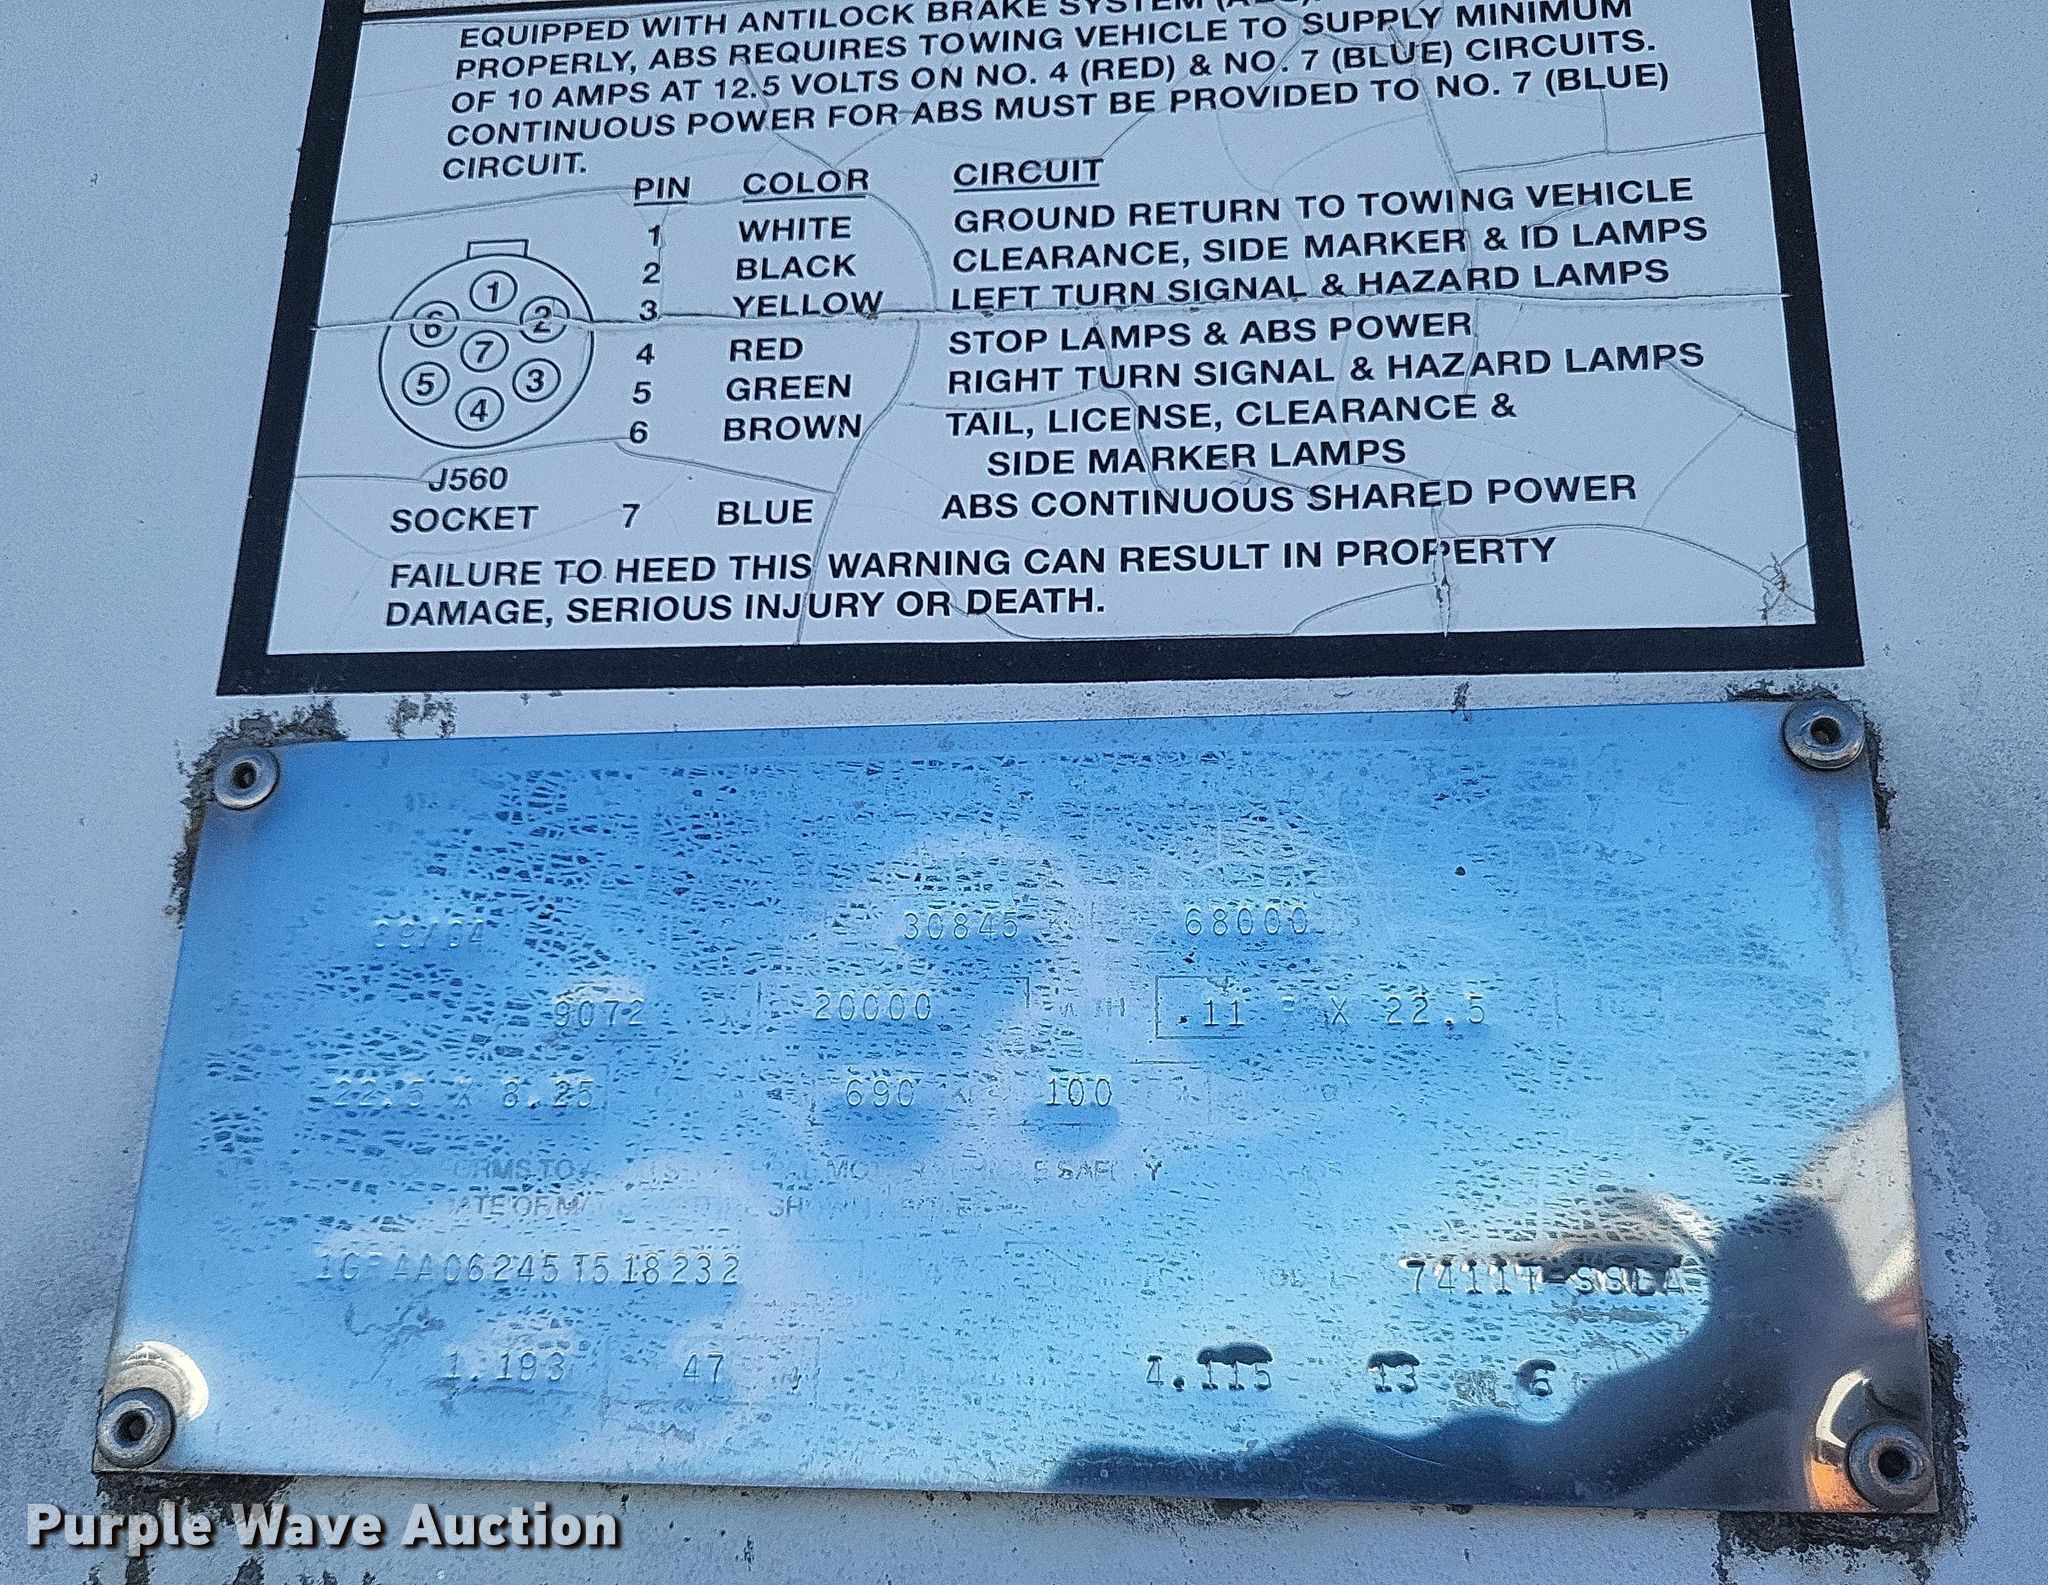 EQUIPPED WITH ANTILOCK BRAKE SYSTEM
PROPERLY, ABS REQUIRES TOWING VEHICLE TO SUPPLY MINIMUM
OF 10 AMPS AT 12.5 VOLTS ON NO. 4 (RED) & NO. 7 (BLUE) CIRCUITS.
CONTINUOUS POWER FOR ABS MUST BE PROVIDED TO NO. 7 (BLUE)
CIRCUIT.
PIN COLOR CIRCUIT
1 WHITE GROUND RETURN TO TOWING VEHICLE
2 BLACK CLEARANCE, SIDE MARKER & ID LAMPS
3 YELLOW LEFT TURN SIGNAL & HAZARD LAMPS
4 RED STOP LAMPS & ABS POWER
5 GREEN RIGHT TURN SIGNAL & HAZARD LAMPS
6 BROWN TAIL, LICENSE, CLEARANCE &
SIDE MARKER LAMPS
7 BLUE ABS CONTINUOUS SHARED POWER
1
6 2
7
5 3
4
J560
SOCKET
FAILURE TO HEED THIS WARNING CAN RESULT IN PROPERTY
DAMAGE, SERIOUS INJURY OR DEATH.
09/04 30845 68000
9072 20000 11 X 22.5
22.5 X 8.25 690 100
1.193 47 4.115 13 6
Purple Wave Auction